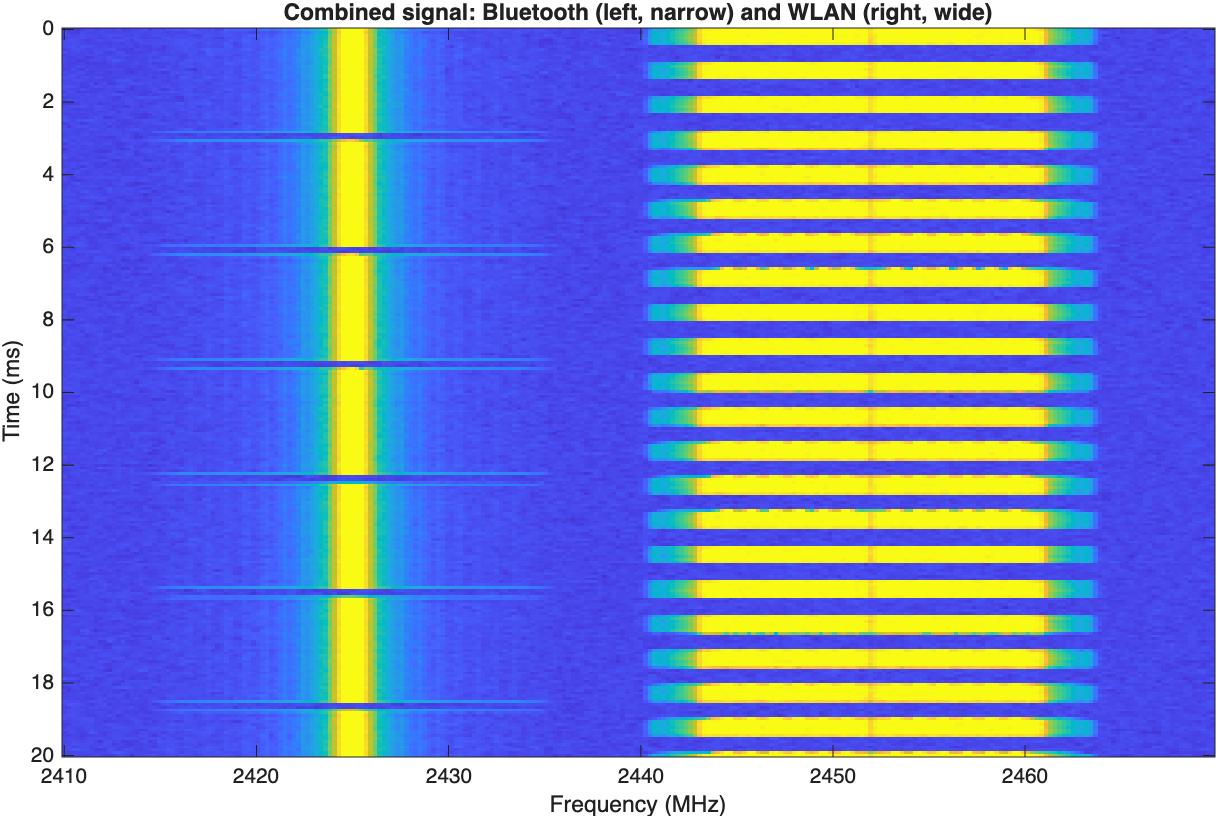 Combined signal: Bluetooth (left, narrow) and WLAN (right, wide)
0
2
4
6
8
10
12
14
16
18
20
Time (ms)
2410 2420 2430 2440 2450 2460
Frequency (MHz)